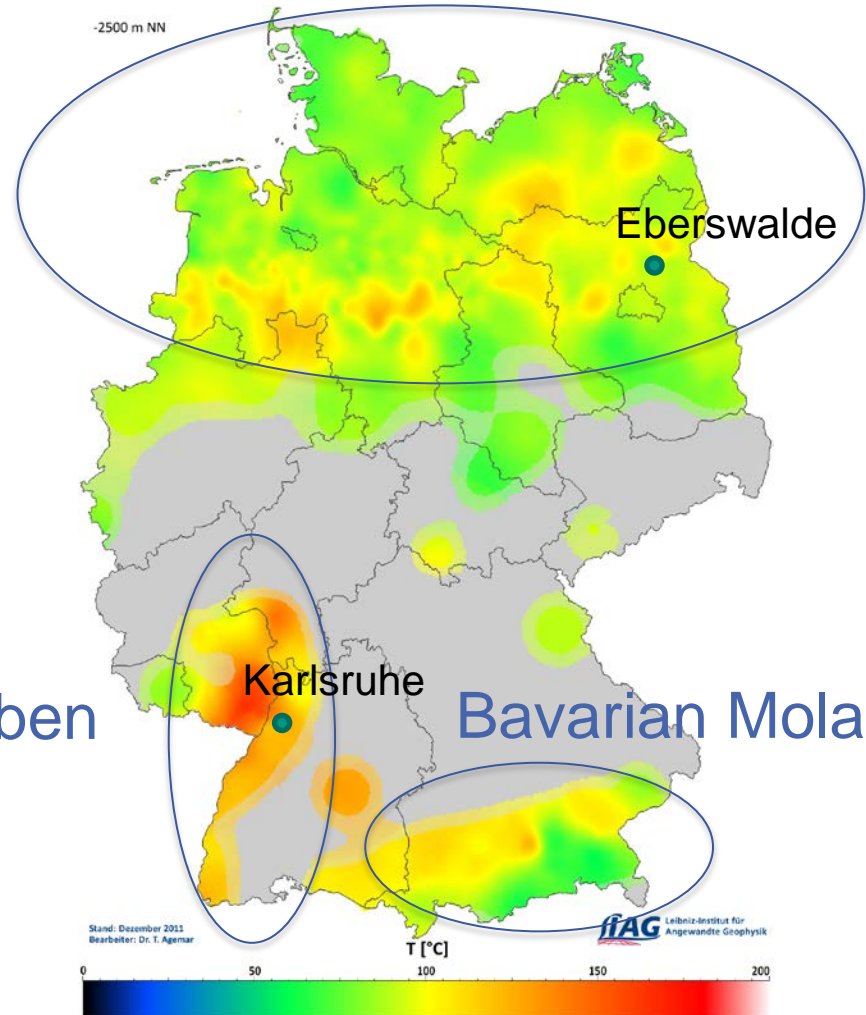 -2500 m NN
Eberswalde
Karlsruhe
ben
Bavarian Mola
Stand: Dezember 2011
Bearbeiter: Dr. T. Agemar
LIAG Leibniz-Institut für
Angewandte Geophysik
T [°C]
0 50 100 150 200